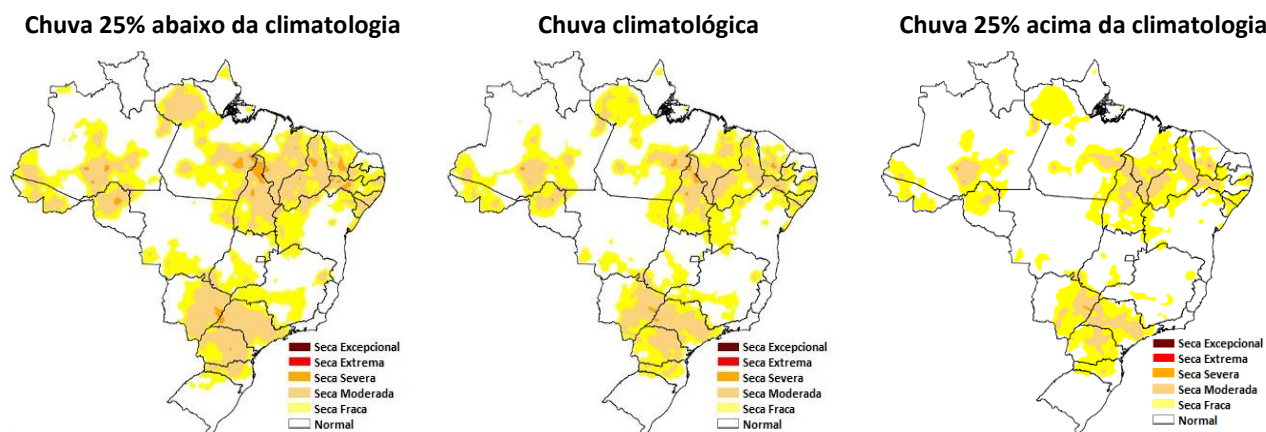 Chuva 25% abaixo da climatologia
Chuva climatológica
Chuva 25% acima da climatologia
Seca Excepcional
Seca Extrema
Seca Severa
Seca Moderada
Seca Fraca
Normal
Seca Excepcional
Seca Extrema
Seca Severa
Seca Moderada
Seca Fraca
Normal
Seca Excepcional
Seca Extrema
Seca Severa
Seca Moderada
Seca Fraca
Normal